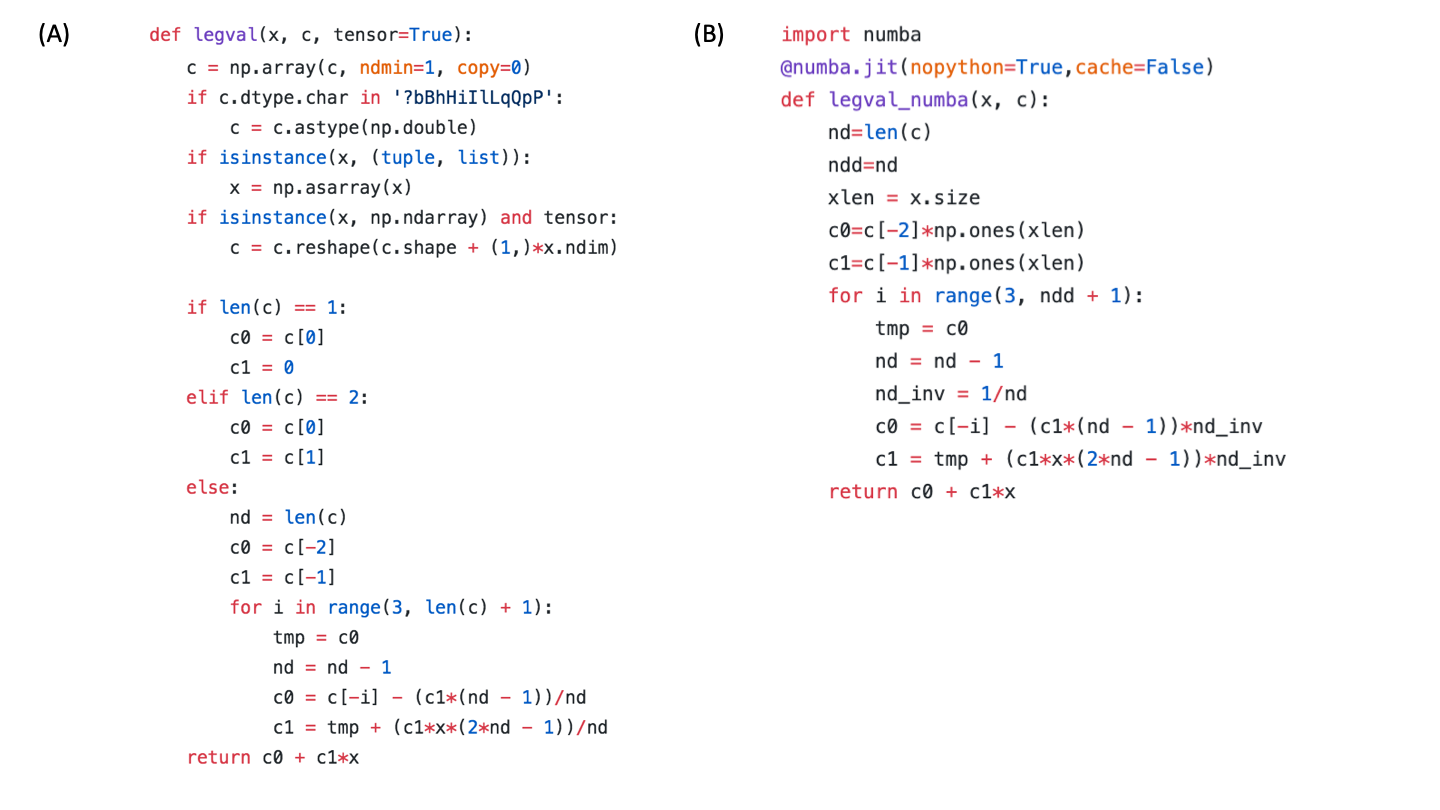 (A)
def legval(x, c, tensor=True):
    c = np.array(c, ndmin=1, copy=0)
    if c.dtype.char in '?bBhHiIlLqQpP':
        c = c.astype(np.double)
    if isinstance(x, (tuple, list)):
        x = np.asarray(x)
    if isinstance(x, np.ndarray) and tensor:
        c = c.reshape(c.shape + (1,)*x.ndim)

    if len(c) == 1:
        c0 = c[0]
        c1 = 0
    elif len(c) == 2:
        c0 = c[0]
        c1 = c[1]
    else:
        nd = len(c)
        c0 = c[-2]
        c1 = c[-1]
        for i in range(3, len(c) + 1):
            tmp = c0
            nd = nd - 1
            c0 = c[-i] - (c1*(nd - 1))/nd
            c1 = tmp + (c1*x*(2*nd - 1))/nd
    return c0 + c1*x
(B)
import numba
@numba.jit(nopython=True,cache=False)
def legval_numba(x, c):
    nd=len(c)
    ndd=nd
    xlen = x.size
    c0=c[-2]*np.ones(xlen)
    c1=c[-1]*np.ones(xlen)
    for i in range(3, ndd + 1):
        tmp = c0
        nd = nd - 1
        nd_inv = 1/nd
        c0 = c[-i] - (c1*(nd - 1))*nd_inv
        c1 = tmp + (c1*x*(2*nd - 1))*nd_inv
    return c0 + c1*x